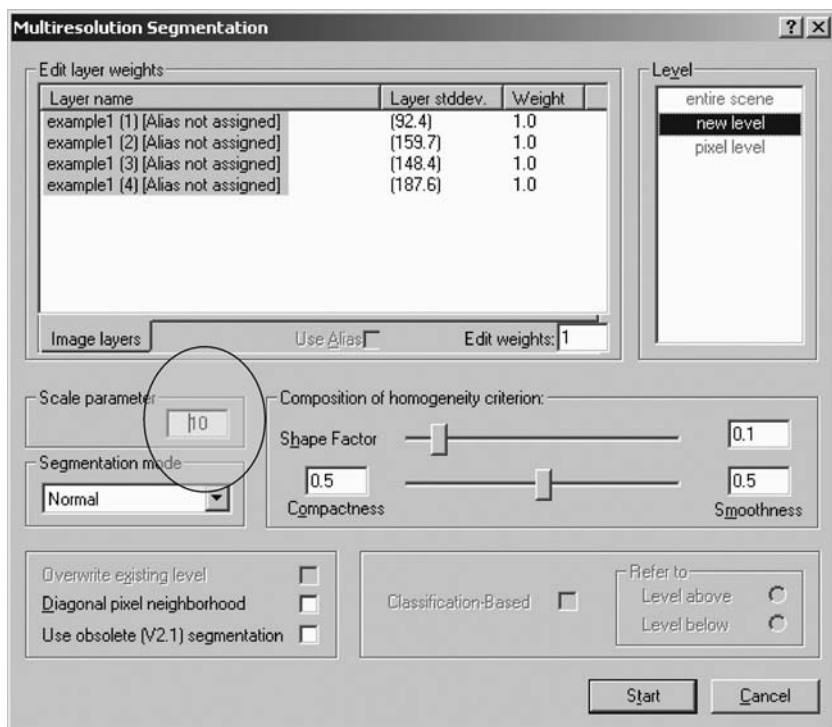 Multiresolution Segmentation
Edit layer weights
Layer name Layer stddev. Weight
example1 (1) [Alias not assigned] (92.4) 1.0
example1 (2) [Alias not assigned] (159.7) 1.0
example1 (3) [Alias not assigned] (148.4) 1.0
example1 (4) [Alias not assigned] (187.6) 1.0
Image layers Use Alias Edit weights: 1
Level
entire scene
new level
pixel level
Scale parameter
10
Segmentation mode
Normal
Composition of homogeneity criterion:
Shape Factor 0.1
0.5 0.5
Compactness Smoothness
Overwrite existing level
Diagonal pixel neighborhood
Use obsolete (V2.1) segmentation
Classification-Based
Refer to
Level above
Level below
Start Cancel